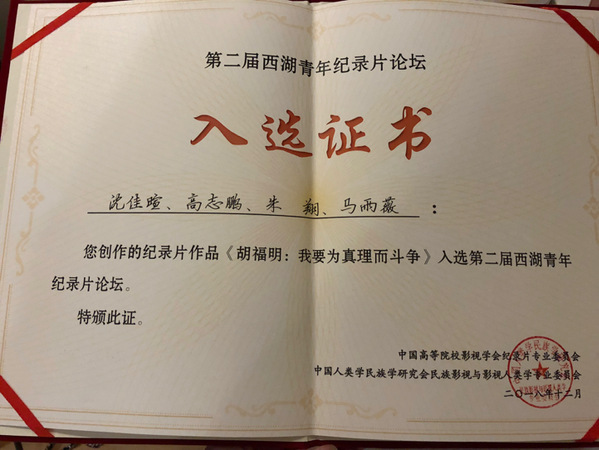 第二届西湖青年纪录片论坛
入选证书
沈佳暄、高志鹏、朱 翔、马雨薇 ：
您创作的纪录片作品《胡福明：我要为真理而斗争》入选第二届西湖青年
纪录片论坛。
特颁此证。
中国高等院校影视学会纪录片专业委员会
中国人类学民族学研究会民族影视与影视人类学专业委员会
二〇一八年十二月